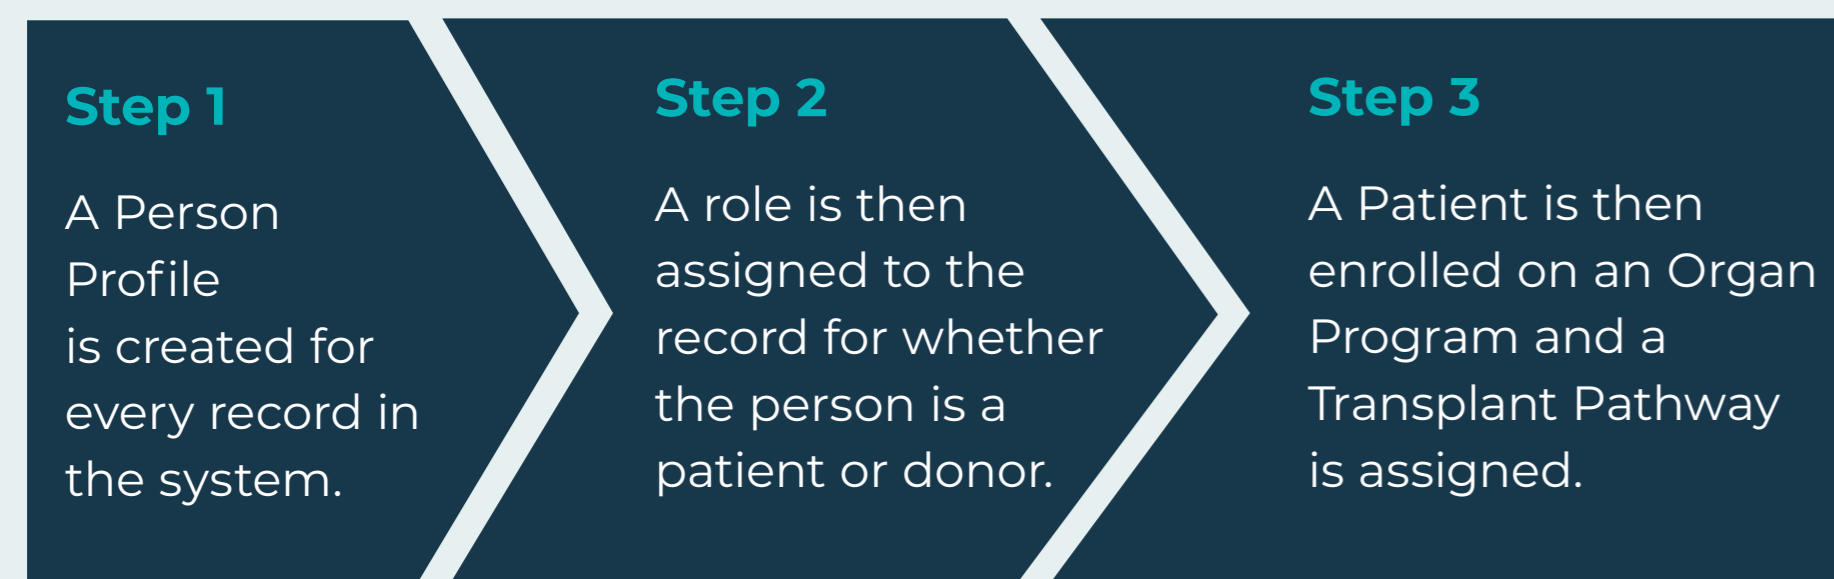 Step 1
A Person
Profile
is created for
every record in
the system.
Step 2
A role is then
assigned to the
record for whether
the person is a
patient or donor.
Step 3
A Patient is then
enrolled on an Organ
Program and a
Transplant Pathway
is assigned.